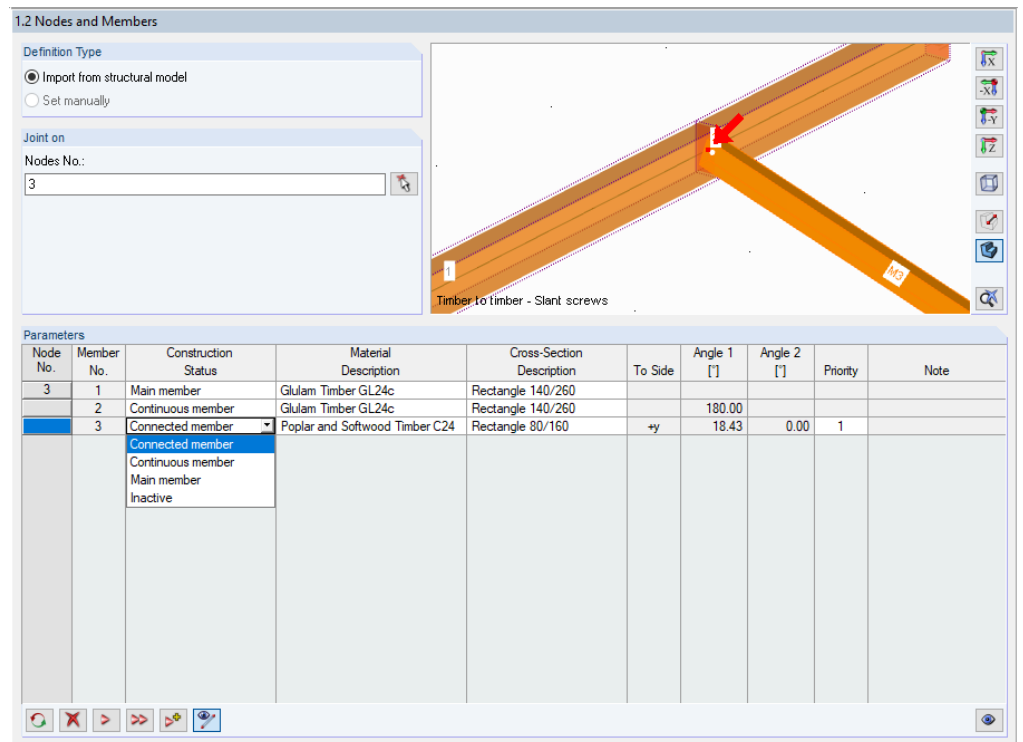 1.2 Nodes and Members
Definition Type
Import from structural model
Set manually
Joint on
Nodes No.:
3
1
M3
Timber to timber - Slant screws
X
-X
-Y
Z
Parameters
Node No. Member No. Construction Status Material Description Cross-Section Description To Side Angle 1 [°] Angle 2 [°] Priority Note
3 1 Main member Glulam Timber GL24c Rectangle 140/260
2 Continuous member Glulam Timber GL24c Rectangle 140/260 180.00
3 Connected member Poplar and Softwood Timber C24 Rectangle 80/160 +y 18.43 0.00 1
Connected member
Continuous member
Main member
Inactive